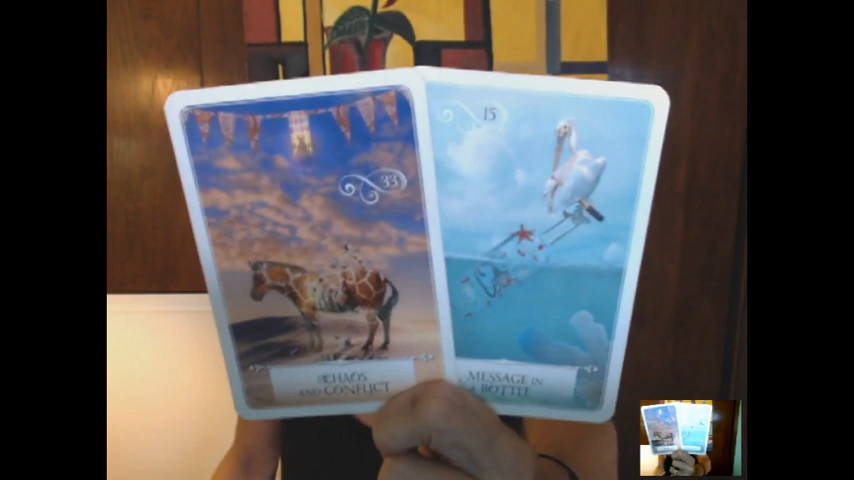 33
CHAOS
AND CONFLICT
15
MESSAGE IN
A BOTTLE